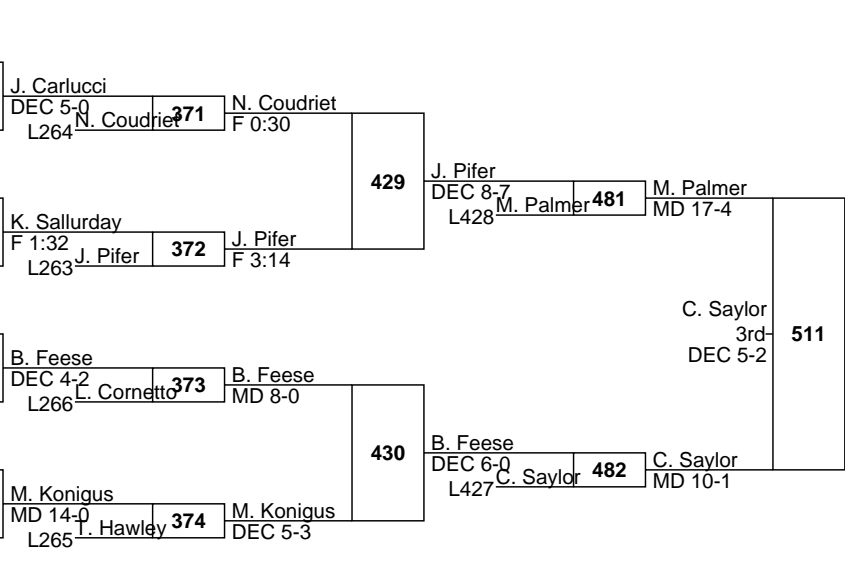 J. Carlucci
DEC 5-0
L264
N. Coudriet
371
N. Coudriet
F 0:30
K. Sallurday
F 1:32
L263
J. Pifer
372
J. Pifer
F 3:14
429
J. Pifer
DEC 8-7
L428
M. Palmer
481
M. Palmer
MD 17-4
B. Feese
DEC 4-2
L266
L. Cornetto
373
B. Feese
MD 8-0
M. Konigus
MD 14-0
L265
T. Hawley
374
M. Konigus
DEC 5-3
430
B. Feese
DEC 6-0
L427
C. Saylor
482
C. Saylor
MD 10-1
C. Saylor
3rd
DEC 5-2
511